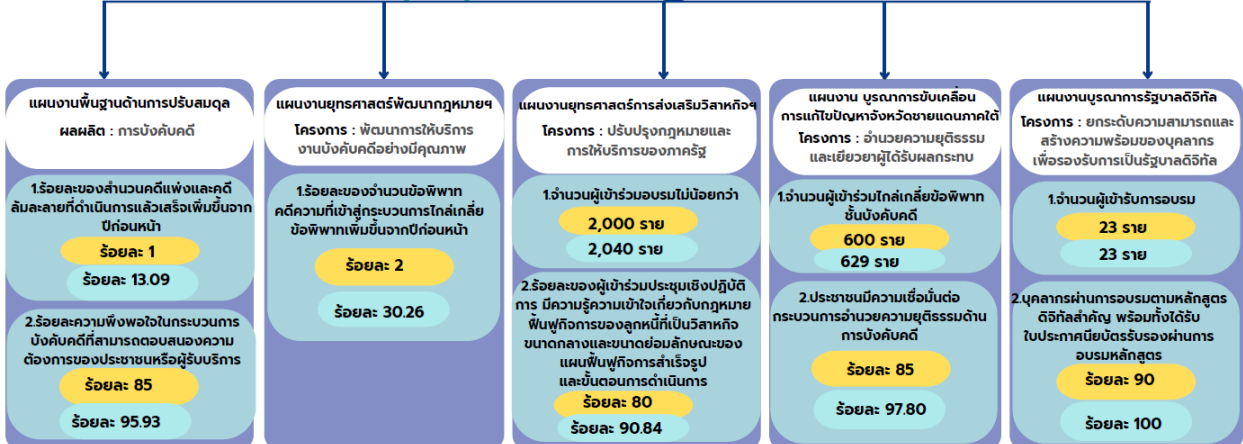 แผนงานพื้นฐานด้านการปรับสมดุล
ผลผลิต : การบังคับคดี
1.ร้อยละของสำนวนคดีแพ่งและคดี
ล้มละลายที่ดำเนินการแล้วเสร็จเพิ่มขึ้นจาก
ปีก่อนหน้า
ร้อยละ 1
ร้อยละ 13.09
2.ร้อยละความพึงพอใจในกระบวนการ
บังคับคดีที่สามารถตอบสนองความ
ต้องการของประชาชนหรือผู้รับบริการ
ร้อยละ 85
ร้อยละ 95.93
แผนงานยุทธศาสตร์พัฒนากฎหมายฯ
โครงการ : พัฒนาการให้บริการ
งานบังคับคดีอย่างมีคุณภาพ
1.ร้อยละของจำนวนข้อพิพาท
คดีความที่เข้าสู่กระบวนการไกล่เกลี่ย
ข้อพิพาทเพิ่มขึ้นจากปีก่อนหน้า
ร้อยละ 2
ร้อยละ 30.26
แผนงานยุทธศาสตร์การส่งเสริมวิสาหกิจฯ
โครงการ : ปรับปรุงกฎหมายและ
การให้บริการของภาครัฐ
1.จำนวนผู้เข้าร่วมอบรมไม่น้อยกว่า
2,000 ราย
2,040 ราย
2.ร้อยละของผู้เข้าร่วมประชุมเชิงปฏิบัติ
การ มีความรู้ความเข้าใจเกี่ยวกับกฎหมาย
ฟื้นฟูกิจการของลูกหนี้ที่เป็นวิสาหกิจ
ขนาดกลางและขนาดย่อมลักษณะของ
แผนฟื้นฟูกิจการสำเร็จรูป
และขั้นตอนการดำเนินการ
ร้อยละ 80
ร้อยละ 90.84
แผนงาน บูรณาการขับเคลื่อน
การแก้ไขปัญหาจังหวัดชายแดนภาคใต้
โครงการ : อำนวยความยุติธรรม
และเยียวยาผู้ได้รับผลกระทบ
1.จำนวนผู้เข้าร่วมไกล่เกลี่ยข้อพิพาท
ชั้นบังคับคดี
600 ราย
629 ราย
2.ประชาชนมีความเชื่อมั่นต่อ
กระบวนการอำนวยความยุติธรรมด้าน
การบังคับคดี
ร้อยละ 85
ร้อยละ 97.80
แผนงานบูรณาการรัฐบาลดิจิทัล
โครงการ : ยกระดับความสามารถและ
สร้างความพร้อมของบุคลากร
เพื่อรองรับการเป็นรัฐบาลดิจิทัล
1.จำนวนผู้เข้ารับการอบรม
23 ราย
23 ราย
2.บุคลากรผ่านการอบรมตามหลักสูตร
ดิจิทัลสำคัญ พร้อมทั้งได้รับ
ใบประกาศนียบัตรรับรองผ่านการ
อบรมหลักสูตร
ร้อยละ 90
ร้อยละ 100